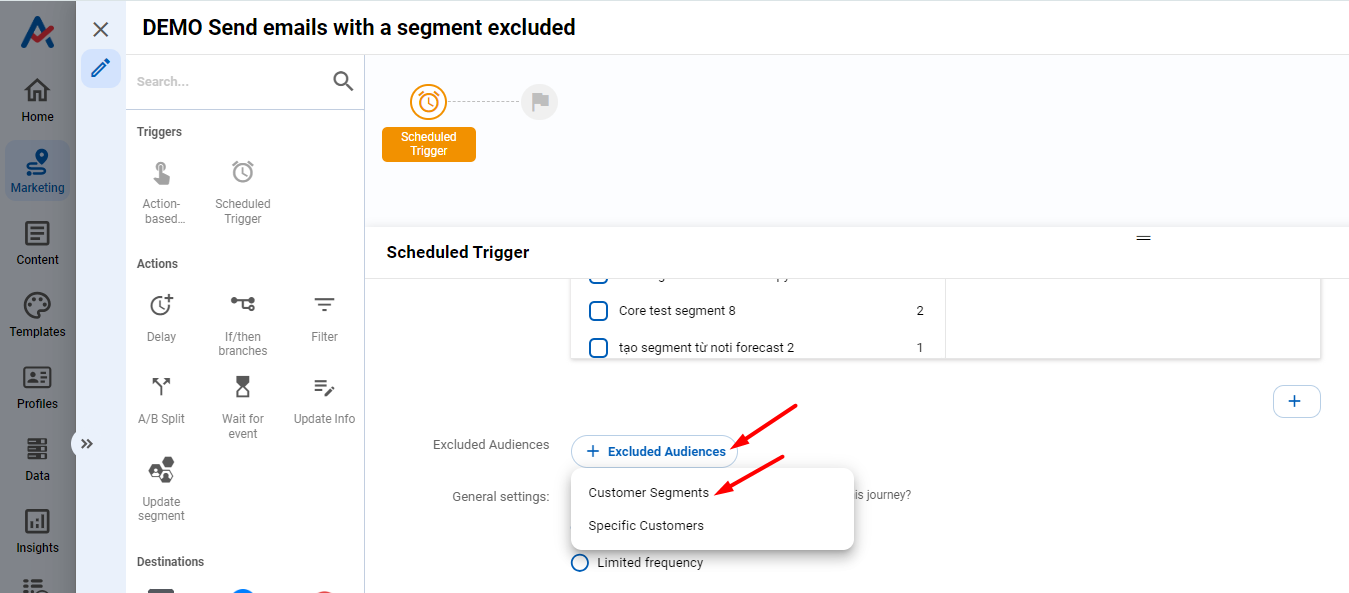 DEMO Send emails with a segment excluded
Home
Marketing
Content
Templates
Profiles
Data
Insights
Search...
Triggers
Action-
based...
Scheduled
Trigger
Actions
Delay
If/then
branches
Filter
A/B Split
Wait for
event
Update Info
Update
segment
Destinations
Scheduled
Trigger
Scheduled Trigger
Core test segment 8 2
tạo segment từ noti forecast 2 1
+
Excluded Audiences
+ Excluded Audiences
Customer Segments
Specific Customers
General settings:
is journey?
Limited frequency